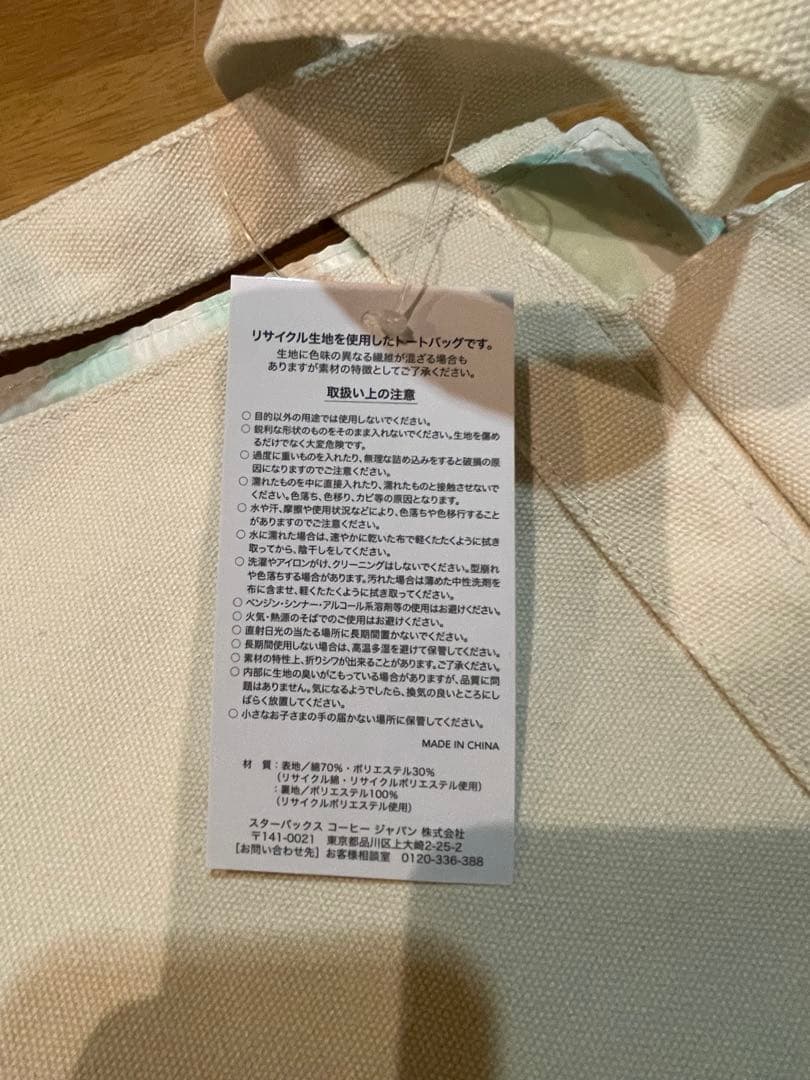 リサイクル生地を使用したトートバッグです。
生地に色味の異なる繊維が混ざる場合も
ありますが素材の特徴としてご了承ください。
取扱い上の注意
○ 目的以外の用途では使用しないでください。
○ 鋭利な形状のものをそのまま入れないでください。生地を傷め
るだけでなく大変危険です。
○ 過度に重いものを入れたり、無理な詰め込みをすると破損の原
因になりますのでご注意ください。
○ 濡れたものを中に直接入れたり、濡れたものと接触させないで
ください。色落ち、色移り、カビ等の原因となります。
○ 水や汗、摩擦や使用状況などにより、色落ちや色移行すること
がありますのでご注意ください。
○ 水に濡れた場合は、速やかに乾いた布で軽くたたくように拭き
取ってから、陰干しをしてください。
○ 洗濯やアイロンがけ、クリーニングはしないでください。型崩れ
や色落ちする場合があります。汚れた場合は薄めた中性洗剤を
布に含ませ、軽くたたくように拭き取ってください。
○ ベンジン・シンナー・アルコール系溶剤等の使用はお避けください。
○ 火気・熱源のそばでのご使用はお避けください。
○ 直射日光の当たる場所に長期間置かないでください。
○ 長期間使用しない場合は、高温多湿を避けて保管してください。
○ 素材の特性上、折りシワが出来ることがあります。ご了承ください。
○ 内部に生地の臭いがこもっている場合がありますが、品質に問
題はありません。気になるようでしたら、換気の良いところにし
ばらく放置してください。
○ 小さなお子さまの手の届かない場所に保管してください。
MADE IN CHINA
材 質：表地／綿70%・ポリエステル30%
（リサイクル綿・リサイクルポリエステル使用）
：裏地／ポリエステル100%
（リサイクルポリエステル使用）
スターバックス コーヒー ジャパン 株式会社
〒141-0021 東京都品川区上大崎2-25-2
［お問い合わせ先］お客様相談室 0120-336-388